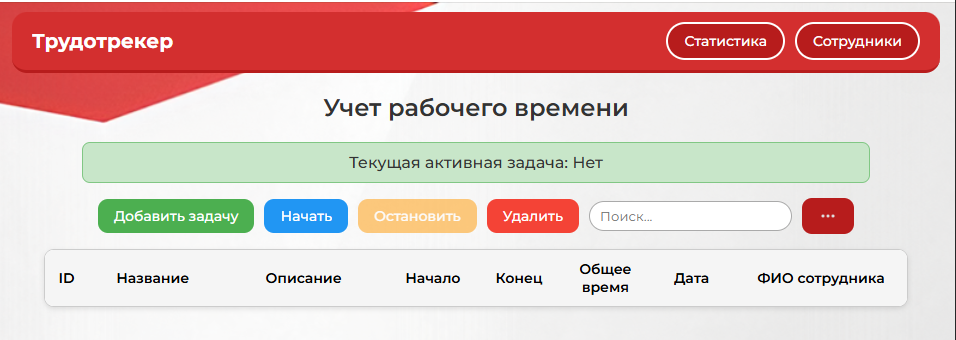 Трудотрекер
Статистика
Сотрудники
Учет рабочего времени
Текущая активная задача: Нет
Добавить задачу
Начать
Остановить
Удалить
Поиск...
...
ID
Название
Описание
Начало
Конец
Общее
время
Дата
ФИО сотрудника